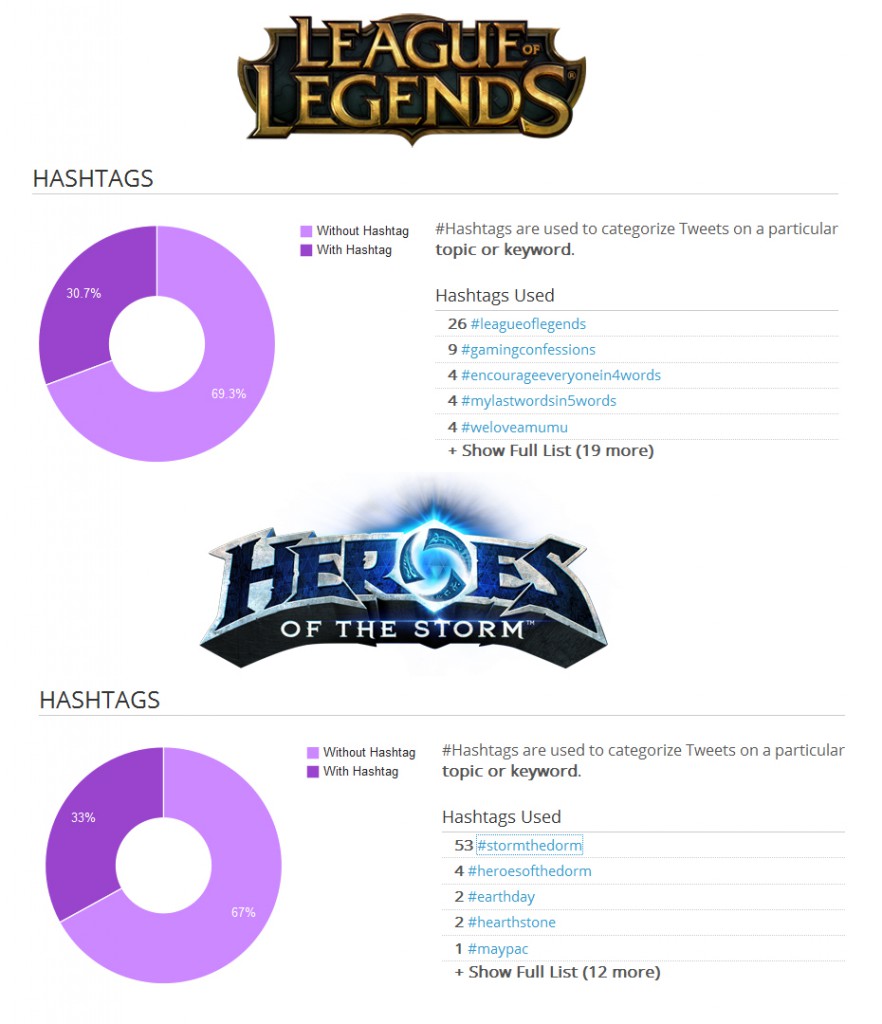 LEAGUE OF
LEGENDS®
HASHTAGS
Without Hashtag
With Hashtag
30.7%
69.3%
#Hashtags are used to categorize Tweets on a particular
topic or keyword.
Hashtags Used
26 #leagueoflegends
9 #gamingconfessions
4 #encourageeveryonein4words
4 #mylastwordsin5words
4 #weloveamumu
+ Show Full List (19 more)
HEROES
OF THE STORM™
HASHTAGS
Without Hashtag
With Hashtag
33%
67%
#Hashtags are used to categorize Tweets on a particular
topic or keyword.
Hashtags Used
53 #stormthedorm
4 #heroesofthedorm
2 #earthday
2 #hearthstone
1 #maypac
+ Show Full List (12 more)